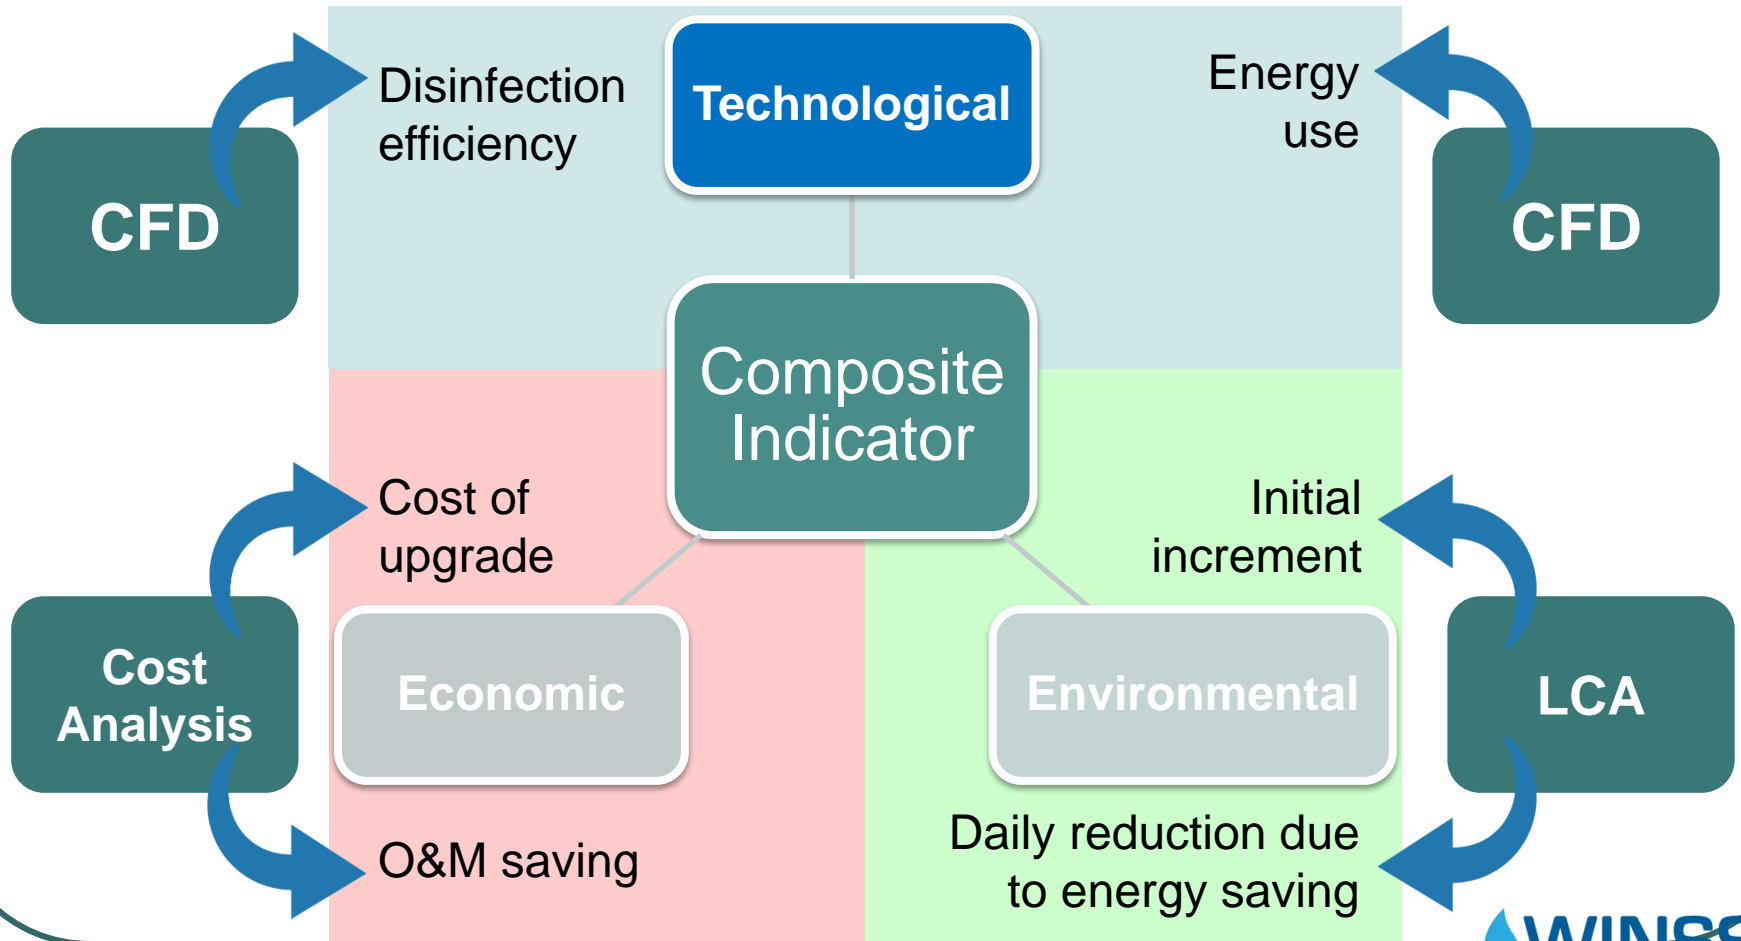 Disinfection
efficiency
Technological
Energy
use
CFD
CFD
Composite
Indicator
Cost of
upgrade
Initial
increment
Cost
Analysis
Economic
Environmental
LCA
O&M saving
Daily reduction due
to energy saving